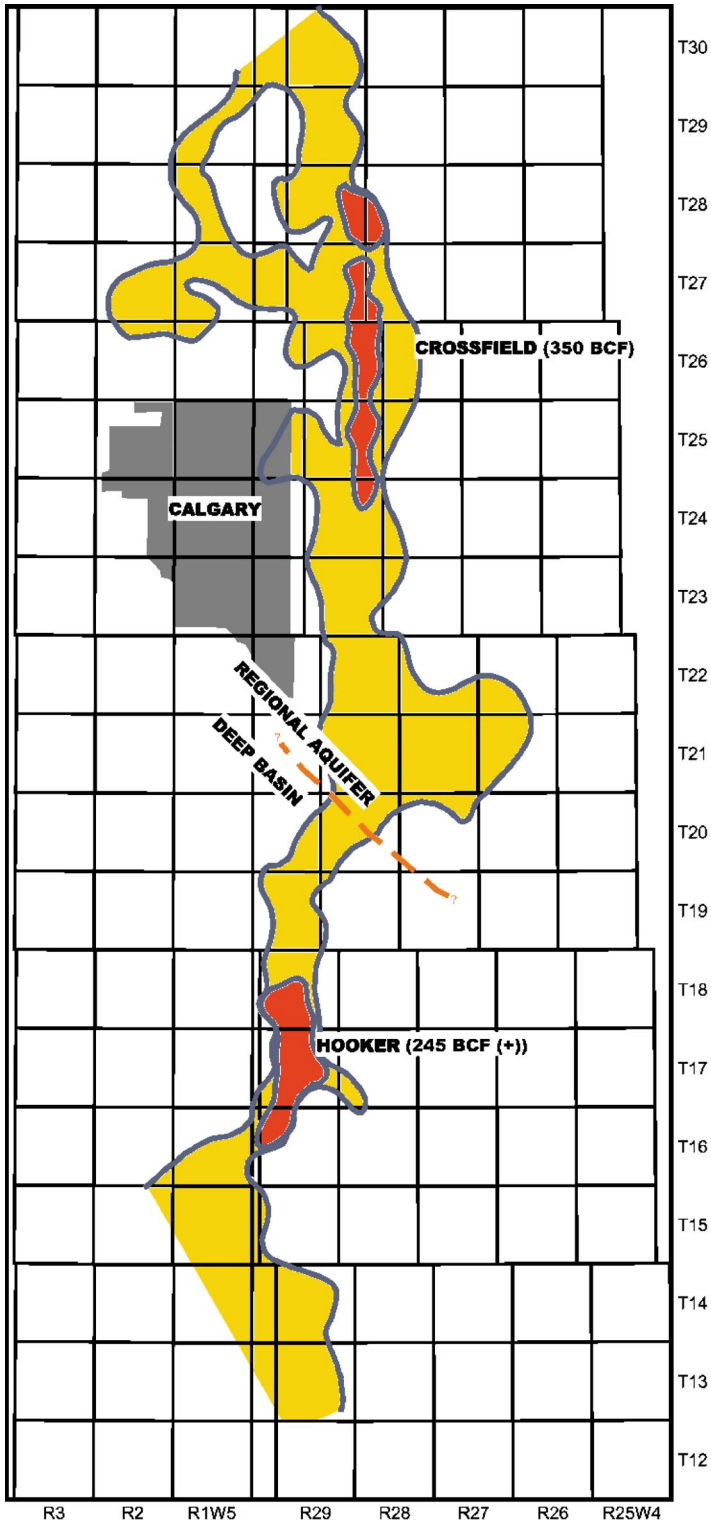 T30
T29
T28
T27
CROSSFIELD (350 BCF)
T26
T25
CALGARY
T24
T23
T22
REGIONAL AQUIFER
DEEP BASIN
?
T21
T20
?
T19
T18
HOOKER (245 BCF (+))
T17
T16
T15
T14
T13
T12
R3 R2 R1W5 R29 R28 R27 R26 R25W4